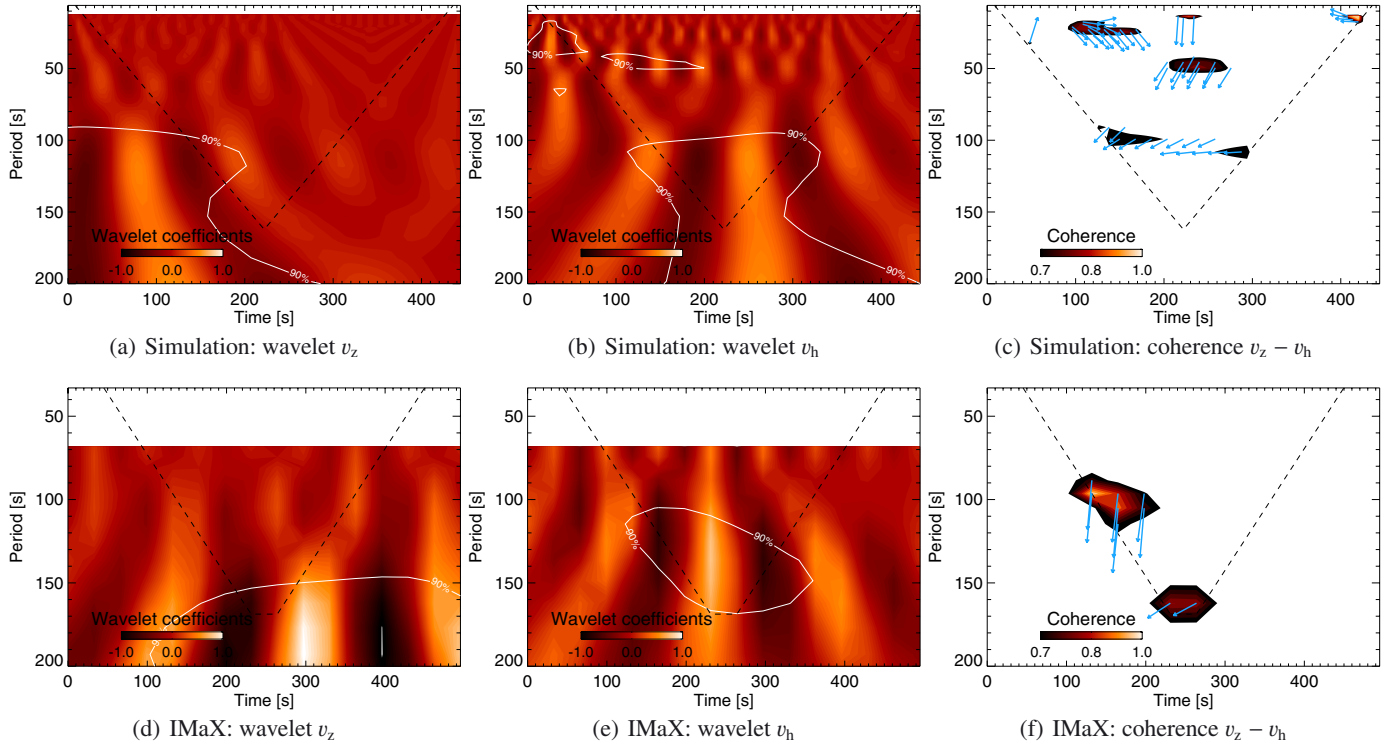 50
100
150
200
Period [s]
90%
90%
90%
Wavelet coefficients
-1.0 0.0 1.0
0 100 200 300 400
Time [s]
(a) Simulation: wavelet vz
50
100
150
200
Period [s]
90%
90%
90%
90%
90%
Wavelet coefficients
-1.0 0.0 1.0
0 100 200 300 400
Time [s]
(b) Simulation: wavelet vh
50
100
150
200
Period [s]
Coherence
0.7 0.8 1.0
0 100 200 300 400
Time [s]
(c) Simulation: coherence vz − vh
50
100
150
200
Period [s]
90%
90%
Wavelet coefficients
-1.0 0.0 1.0
0 100 200 300 400
Time [s]
(d) IMaX: wavelet vz
50
100
150
200
Period [s]
90%
90%
Wavelet coefficients
-1.0 0.0 1.0
0 100 200 300 400
Time [s]
(e) IMaX: wavelet vh
50
100
150
200
Period [s]
Coherence
0.7 0.8 1.0
0 100 200 300 400
Time [s]
(f) IMaX: coherence vz − vh